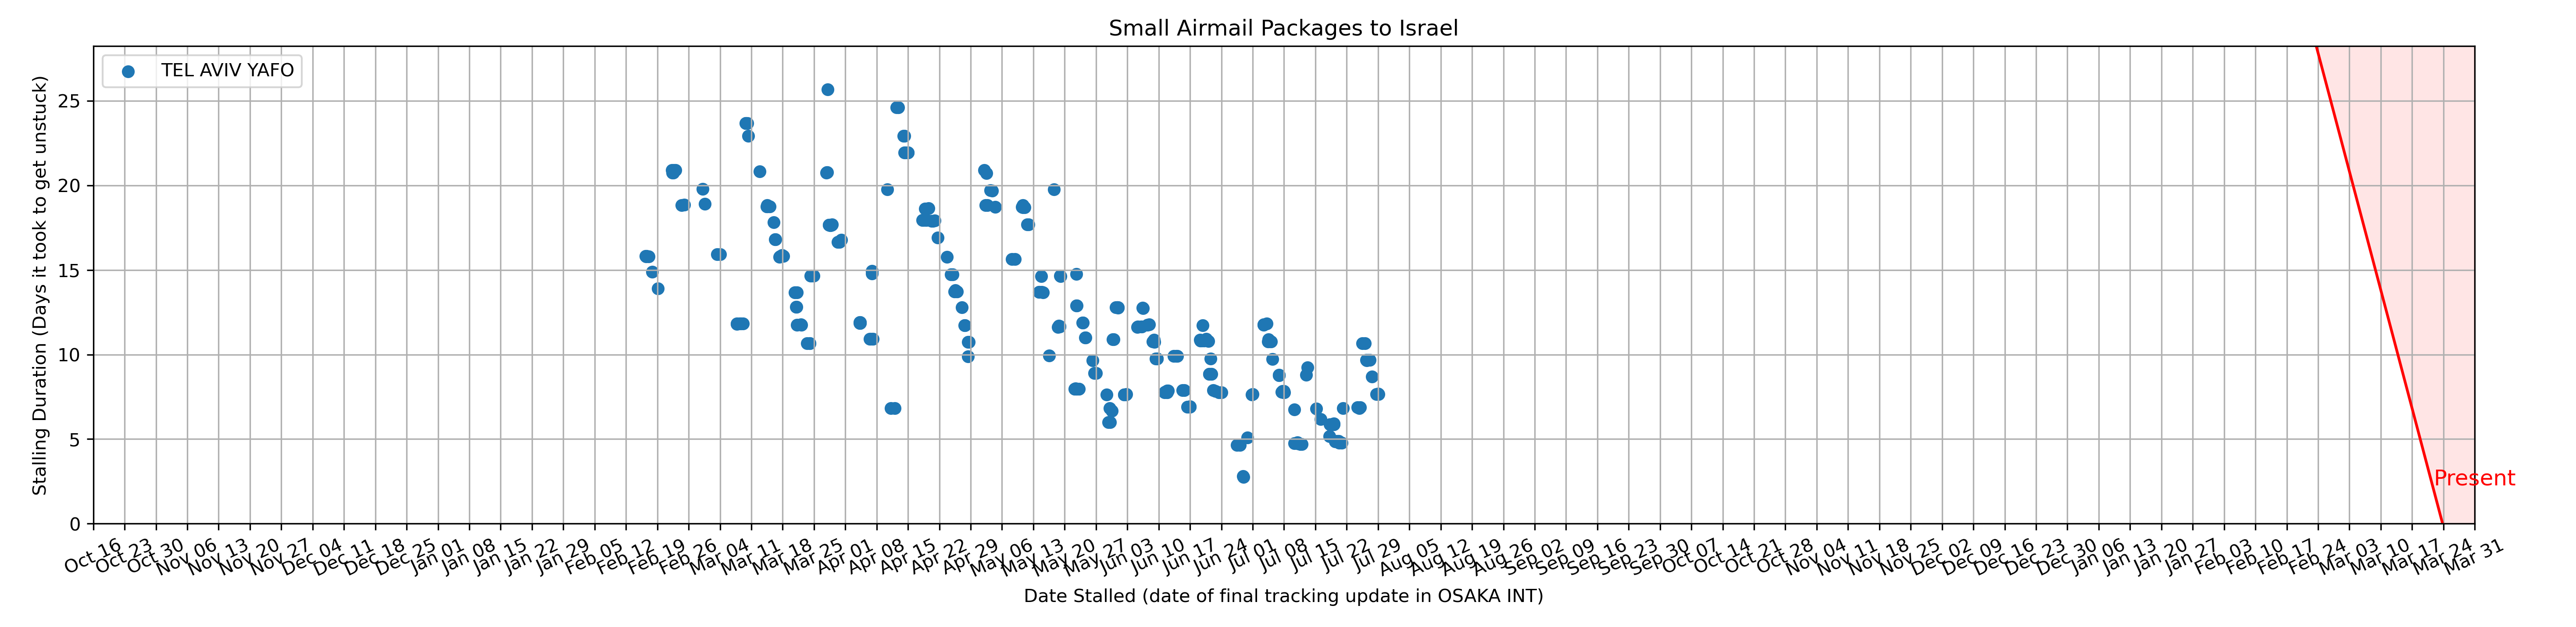 Small Airmail Packages to Israel
TEL AVIV YAFO
Stalling Duration (Days it took to get unstuck)
25
20
15
10
5
0
Present
Oct 16 Oct 23 Oct 30 Nov 06 Nov 13 Nov 20 Nov 27 Dec 04 Dec 11 Dec 18 Dec 25 Jan 01 Jan 08 Jan 15 Jan 22 Jan 29 Feb 05 Feb 12 Feb 19 Feb 26 Mar 04 Mar 11 Mar 18 Mar 25 Apr 01 Apr 08 Apr 15 Apr 22 Apr 29 May 06 May 13 May 20 May 27 Jun 03 Jun 10 Jun 17 Jun 24 Jul 01 Jul 08 Jul 15 Jul 22 Jul 29 Aug 05 Aug 12 Aug 19 Aug 26 Sep 02 Sep 09 Sep 16 Sep 23 Sep 30 Oct 07 Oct 14 Oct 21 Oct 28 Nov 04 Nov 11 Nov 18 Nov 25 Dec 02 Dec 09 Dec 16 Dec 23 Dec 30 Jan 06 Jan 13 Jan 20 Jan 27 Feb 03 Feb 10 Feb 17 Feb 24 Mar 03 Mar 10 Mar 17 Mar 24 Mar 31
Date Stalled (date of final tracking update in OSAKA INT)